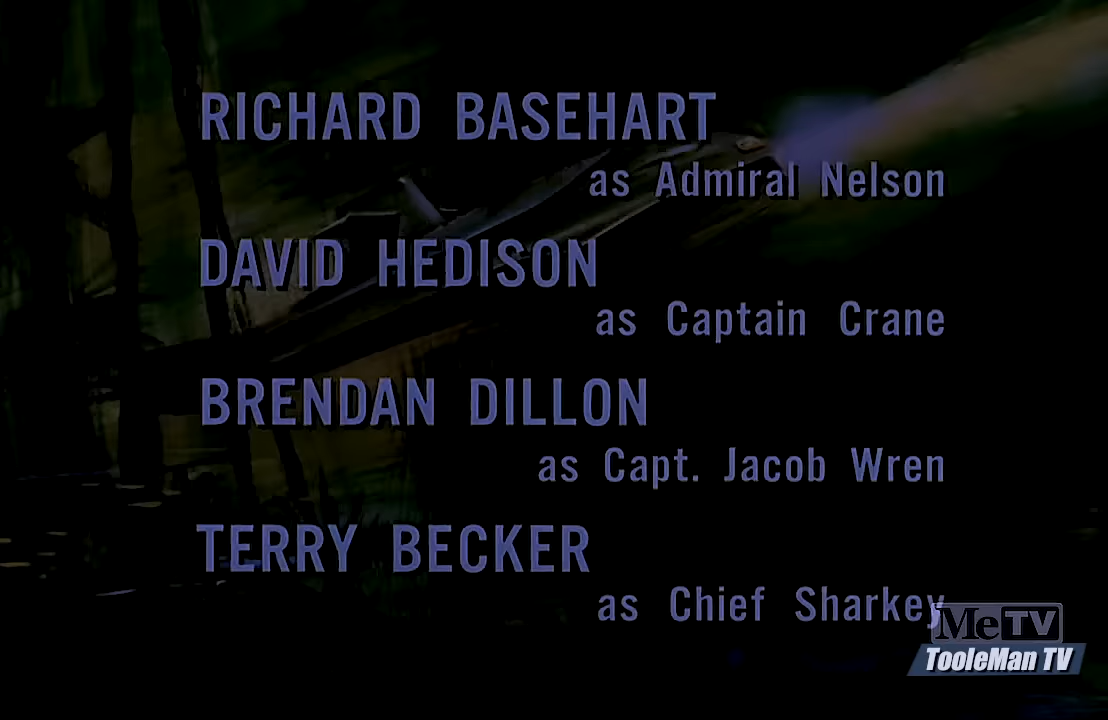 RICHARD BASEHART
as Admiral Nelson
DAVID HEDISON
as Captain Crane
BRENDAN DILLON
as Capt. Jacob Wren
TERRY BECKER
as Chief Sharkey
MeTV
TooleMan TV